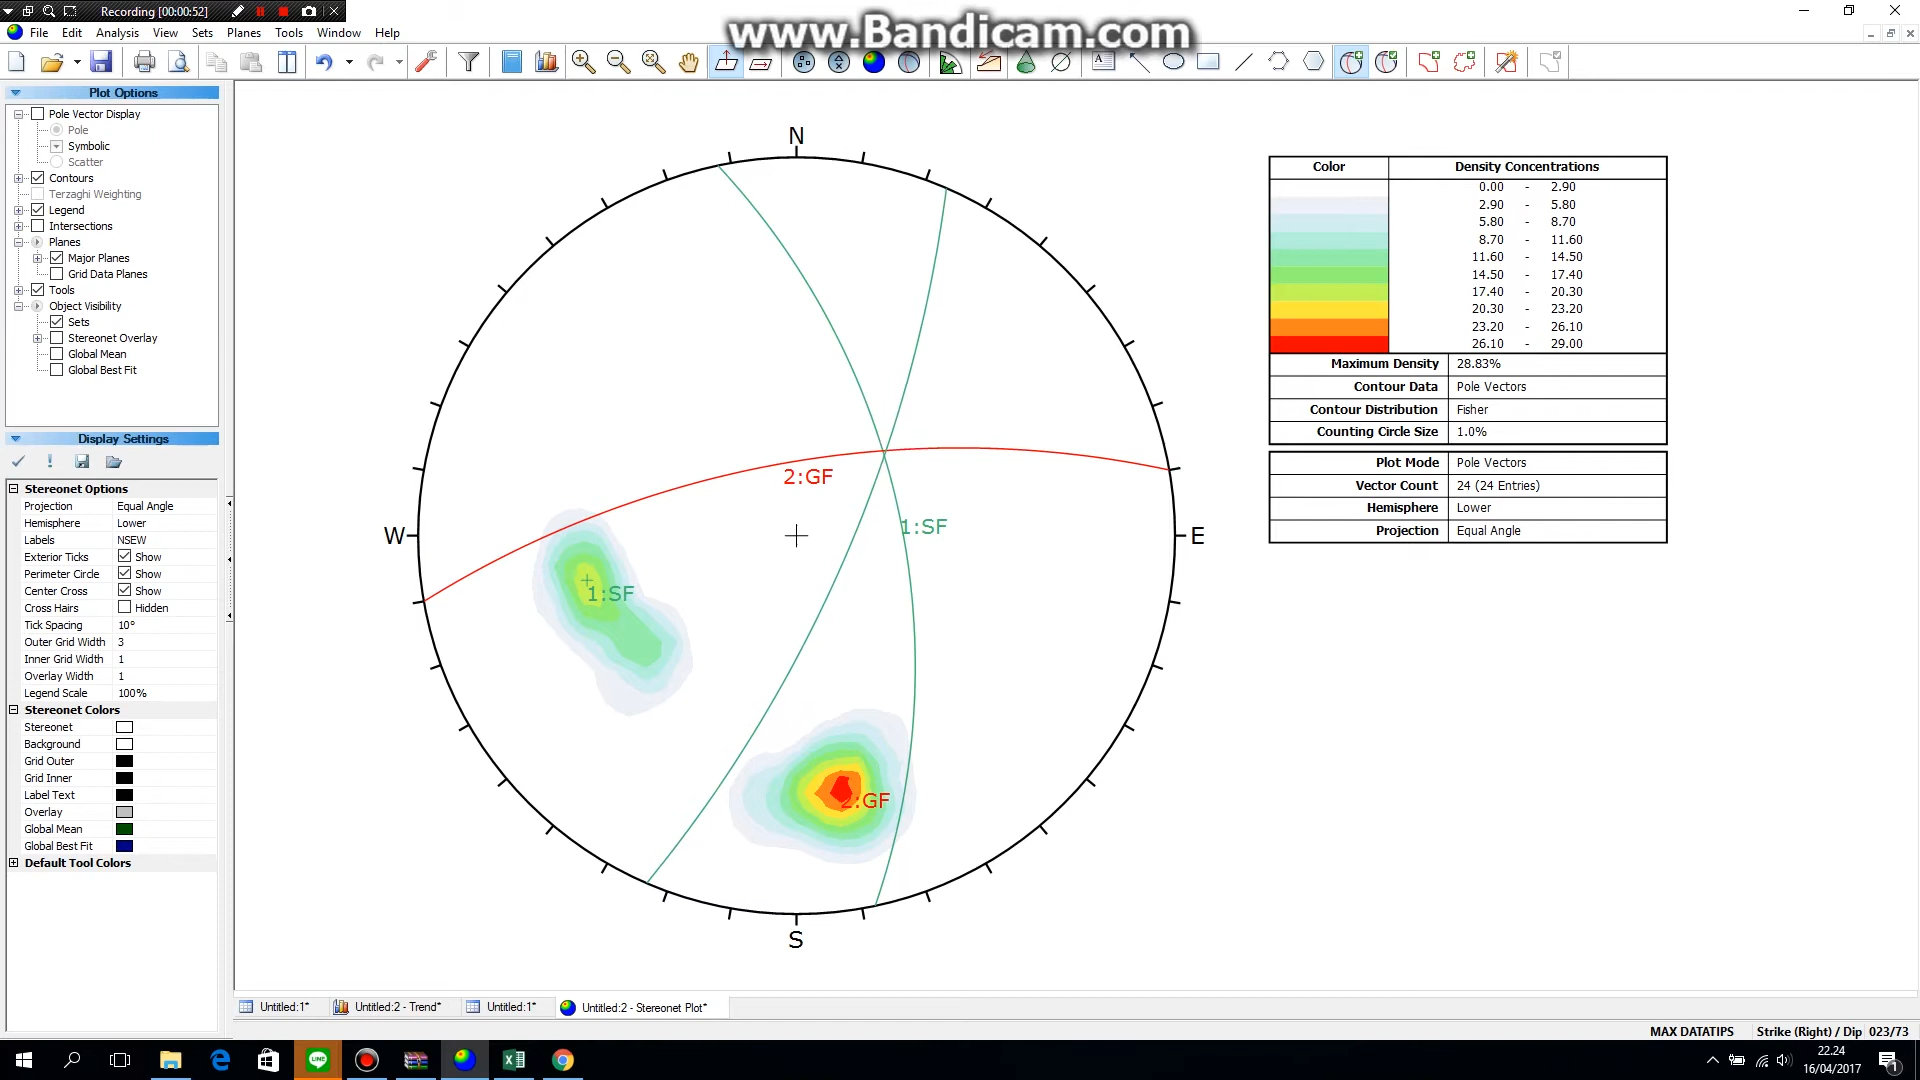 Recording [00:00:52]
www.Bandicam.com
File Edit Analysis View Sets Planes Tools Window Help
Plot Options
Pole Vector Display
Pole
Symbolic
Scatter
Contours
Terzaghi Weighting
Legend
Intersections
Planes
Major Planes
Grid Data Planes
Tools
Object Visibility
Sets
Stereonet Overlay
Global Mean
Global Best Fit
Display Settings
Stereonet Options
Projection Equal Angle
Hemisphere Lower
Labels NSEW
Exterior Ticks Show
Perimeter Circle Show
Center Cross Show
Cross Hairs Hidden
Tick Spacing 10°
Outer Grid Width 3
Inner Grid Width 1
Overlay Width 1
Legend Scale 100%
Stereonet Colors
Stereonet
Background
Grid Outer
Grid Inner
Label Text
Overlay
Global Mean
Global Best Fit
Default Tool Colors
N
2:GF
1:SF
W
E
1:SF
2:GF
S
Color Density Concentrations
0.00 - 2.90
2.90 - 5.80
5.80 - 8.70
8.70 - 11.60
11.60 - 14.50
14.50 - 17.40
17.40 - 20.30
20.30 - 23.20
23.20 - 26.10
26.10 - 29.00
Maximum Density 28.83%
Contour Data Pole Vectors
Contour Distribution Fisher
Counting Circle Size 1.0%
Plot Mode Pole Vectors
Vector Count 24 (24 Entries)
Hemisphere Lower
Projection Equal Angle
Untitled:1* Untitled:2 - Trend* Untitled:1* Untitled:2 - Stereonet Plot*
MAX DATATIPS Strike (Right) / Dip 023/73
LINE
22.24
16/04/2017
1